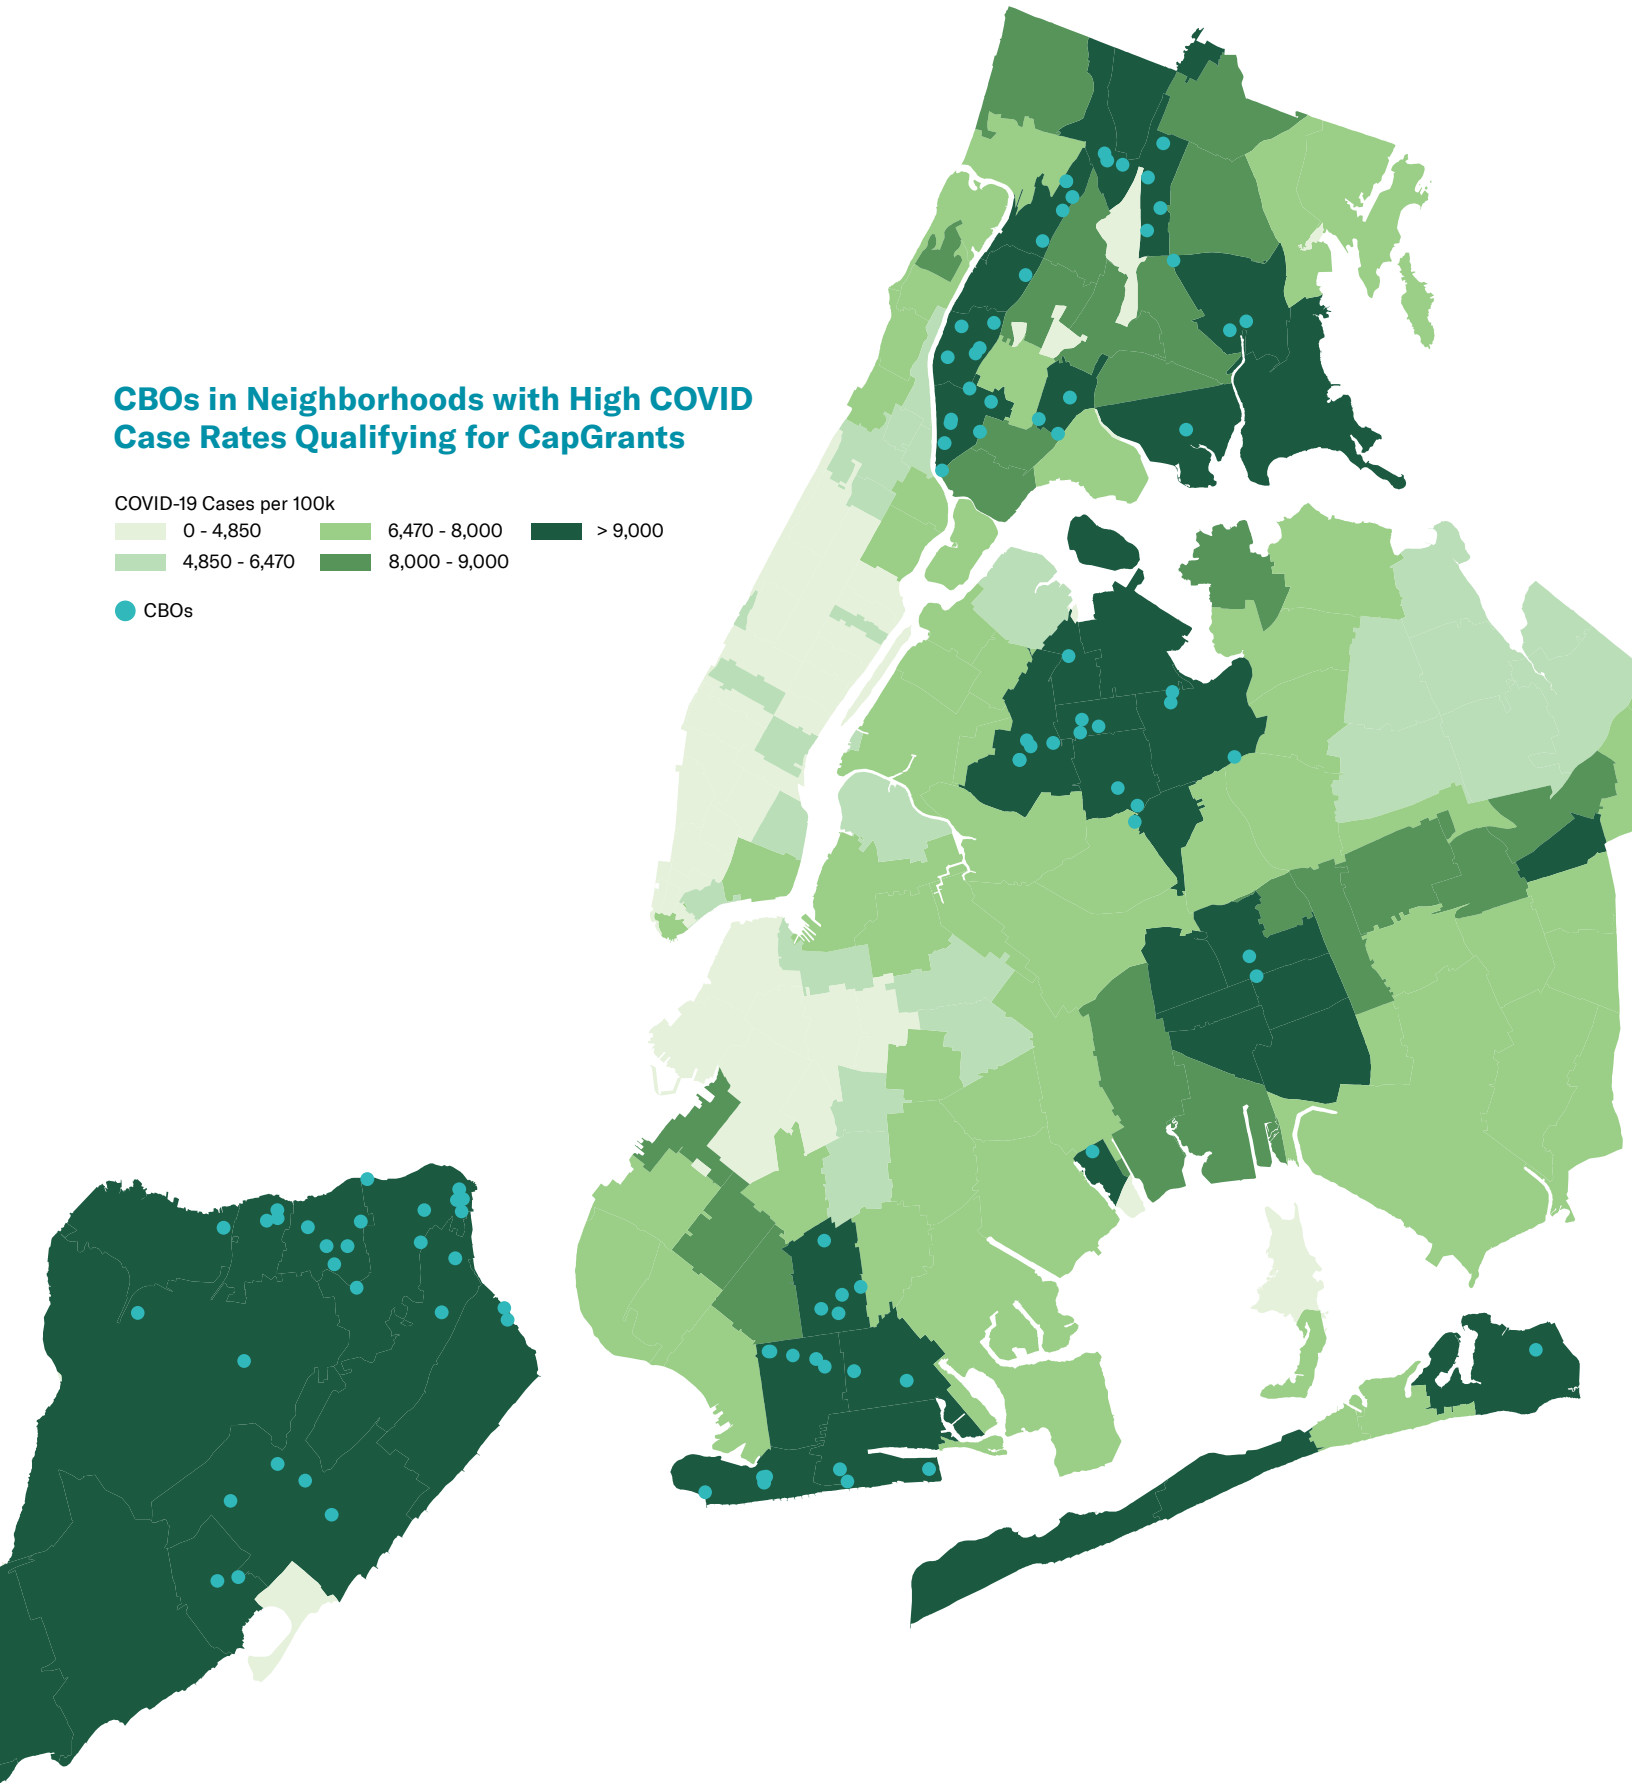 CBOs in Neighborhoods with High COVID
Case Rates Qualifying for CapGrants
COVID-19 Cases per 100k
0 - 4,850
6,470 - 8,000
> 9,000
4,850 - 6,470
8,000 - 9,000
CBOs